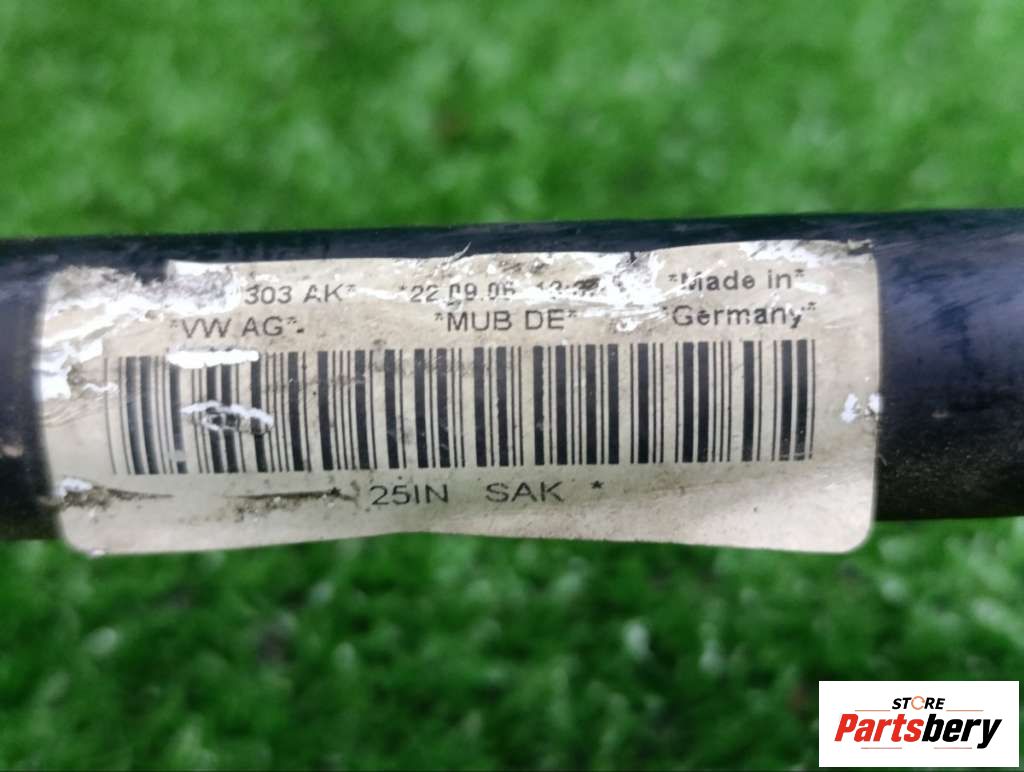 303 AK* *22.09.06 *Made in*
*VW AG*- *MUB DE* *Germany*
* 25IN SAK *
STORE
Partsbery